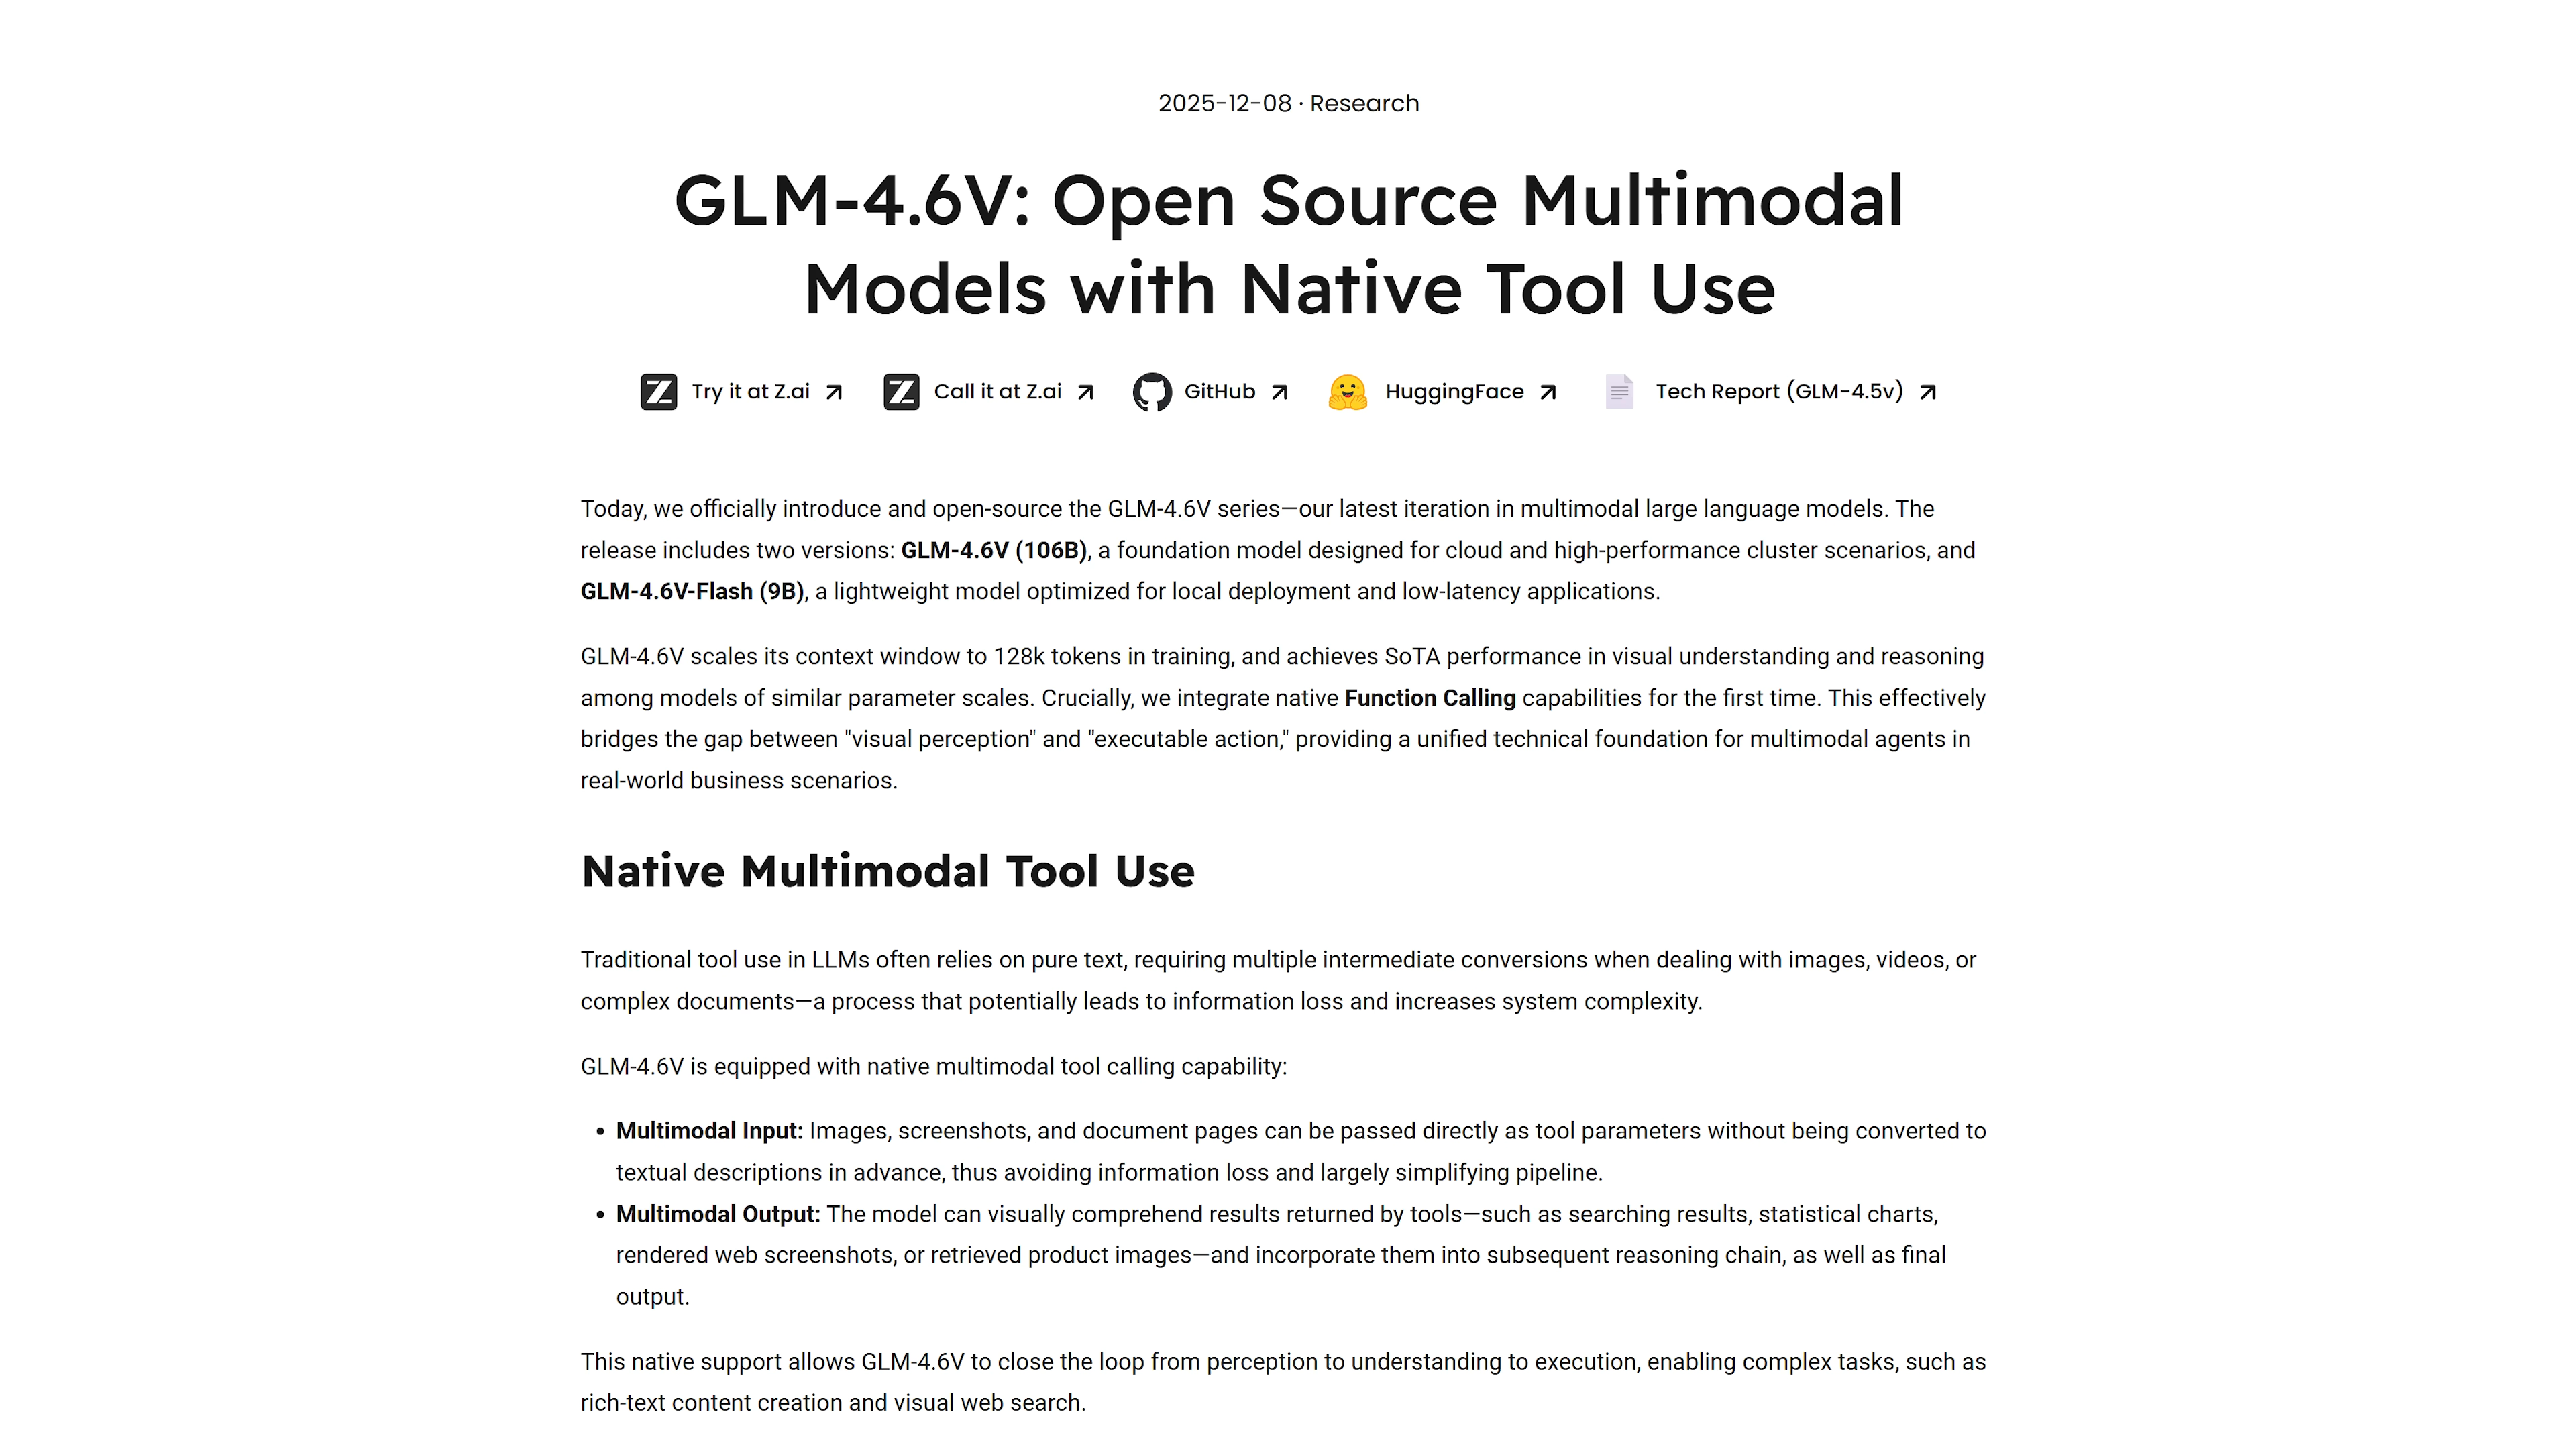 2025-12-08 · Research
GLM-4.6V: Open Source Multimodal
Models with Native Tool Use
Try it at Z.ai Call it at Z.ai GitHub HuggingFace Tech Report (GLM-4.5v)
Today, we officially introduce and open-source the GLM-4.6V series—our latest iteration in multimodal large language models. The
release includes two versions: GLM-4.6V (106B), a foundation model designed for cloud and high-performance cluster scenarios, and
GLM-4.6V-Flash (9B), a lightweight model optimized for local deployment and low-latency applications.
GLM-4.6V scales its context window to 128k tokens in training, and achieves SoTA performance in visual understanding and reasoning
among models of similar parameter scales. Crucially, we integrate native Function Calling capabilities for the first time. This effectively
bridges the gap between "visual perception" and "executable action," providing a unified technical foundation for multimodal agents in
real-world business scenarios.
Native Multimodal Tool Use
Traditional tool use in LLMs often relies on pure text, requiring multiple intermediate conversions when dealing with images, videos, or
complex documents—a process that potentially leads to information loss and increases system complexity.
GLM-4.6V is equipped with native multimodal tool calling capability:
• Multimodal Input: Images, screenshots, and document pages can be passed directly as tool parameters without being converted to
textual descriptions in advance, thus avoiding information loss and largely simplifying pipeline.
• Multimodal Output: The model can visually comprehend results returned by tools—such as searching results, statistical charts,
rendered web screenshots, or retrieved product images—and incorporate them into subsequent reasoning chain, as well as final
output.
This native support allows GLM-4.6V to close the loop from perception to understanding to execution, enabling complex tasks, such as
rich-text content creation and visual web search.